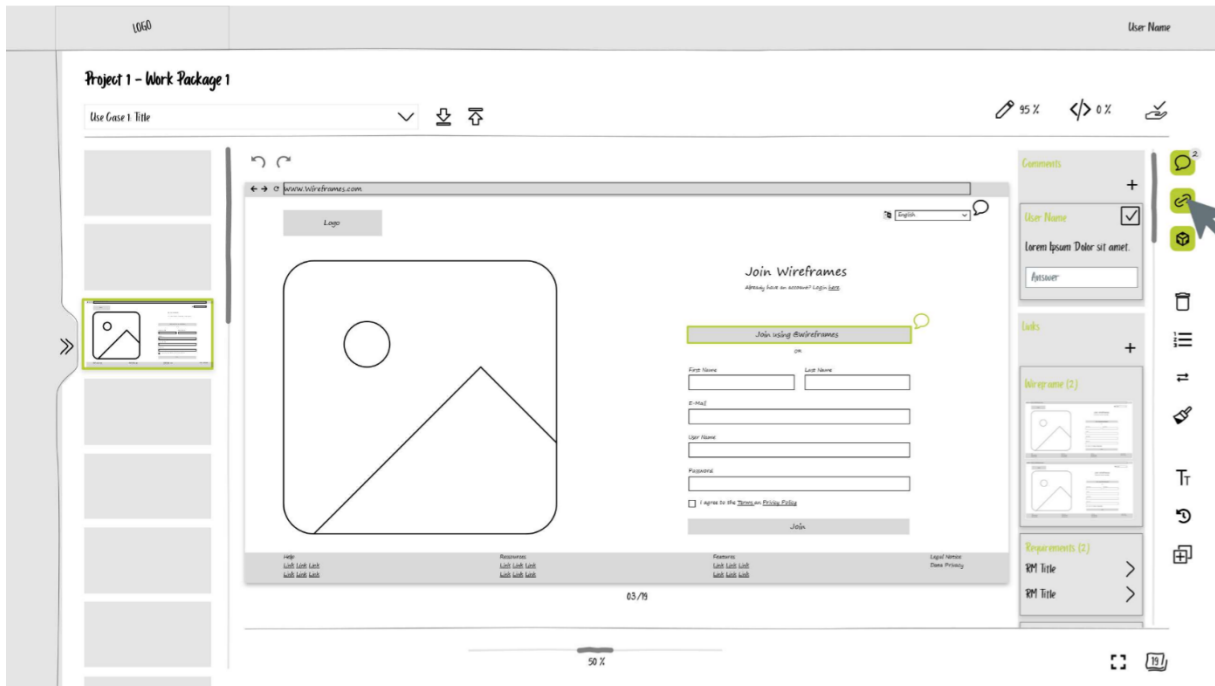 LOGO
User Name
Project 1 - Work Package 1
Use Case 1 Title
95 %
</> 0 %
www.Wireframes.com
Logo
English
Join Wireframes
Already have an account? Login here
Join using @wireframes
OR
First Name
Last Name
E-Mail
User Name
Password
I agree to the Terms an Privacy Policy
Join
Help
Link Link Link
Link Link Link
Resources
Link Link Link
Link Link Link
Features
Link Link Link
Link Link Link
Legal Notice
Data Privacy
03/19
50 %
Comments
User Name
Lorem Ipsum Dolor sit amet.
Answer
Links
Wireframe (2)
Requirements (2)
RM Title
RM Title
2
TT
19